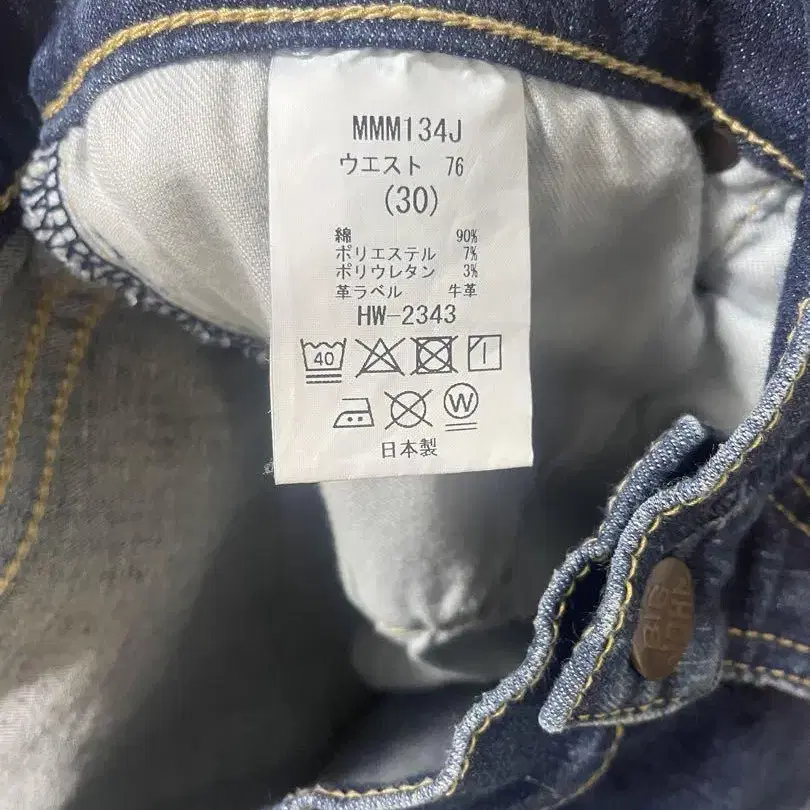 MMM134J
ウエスト 76
(30)
綿 90%
ポリエステル 7%
ポリウレタン 3%
革ラベル 牛革
HW-2343
40
W
日本製